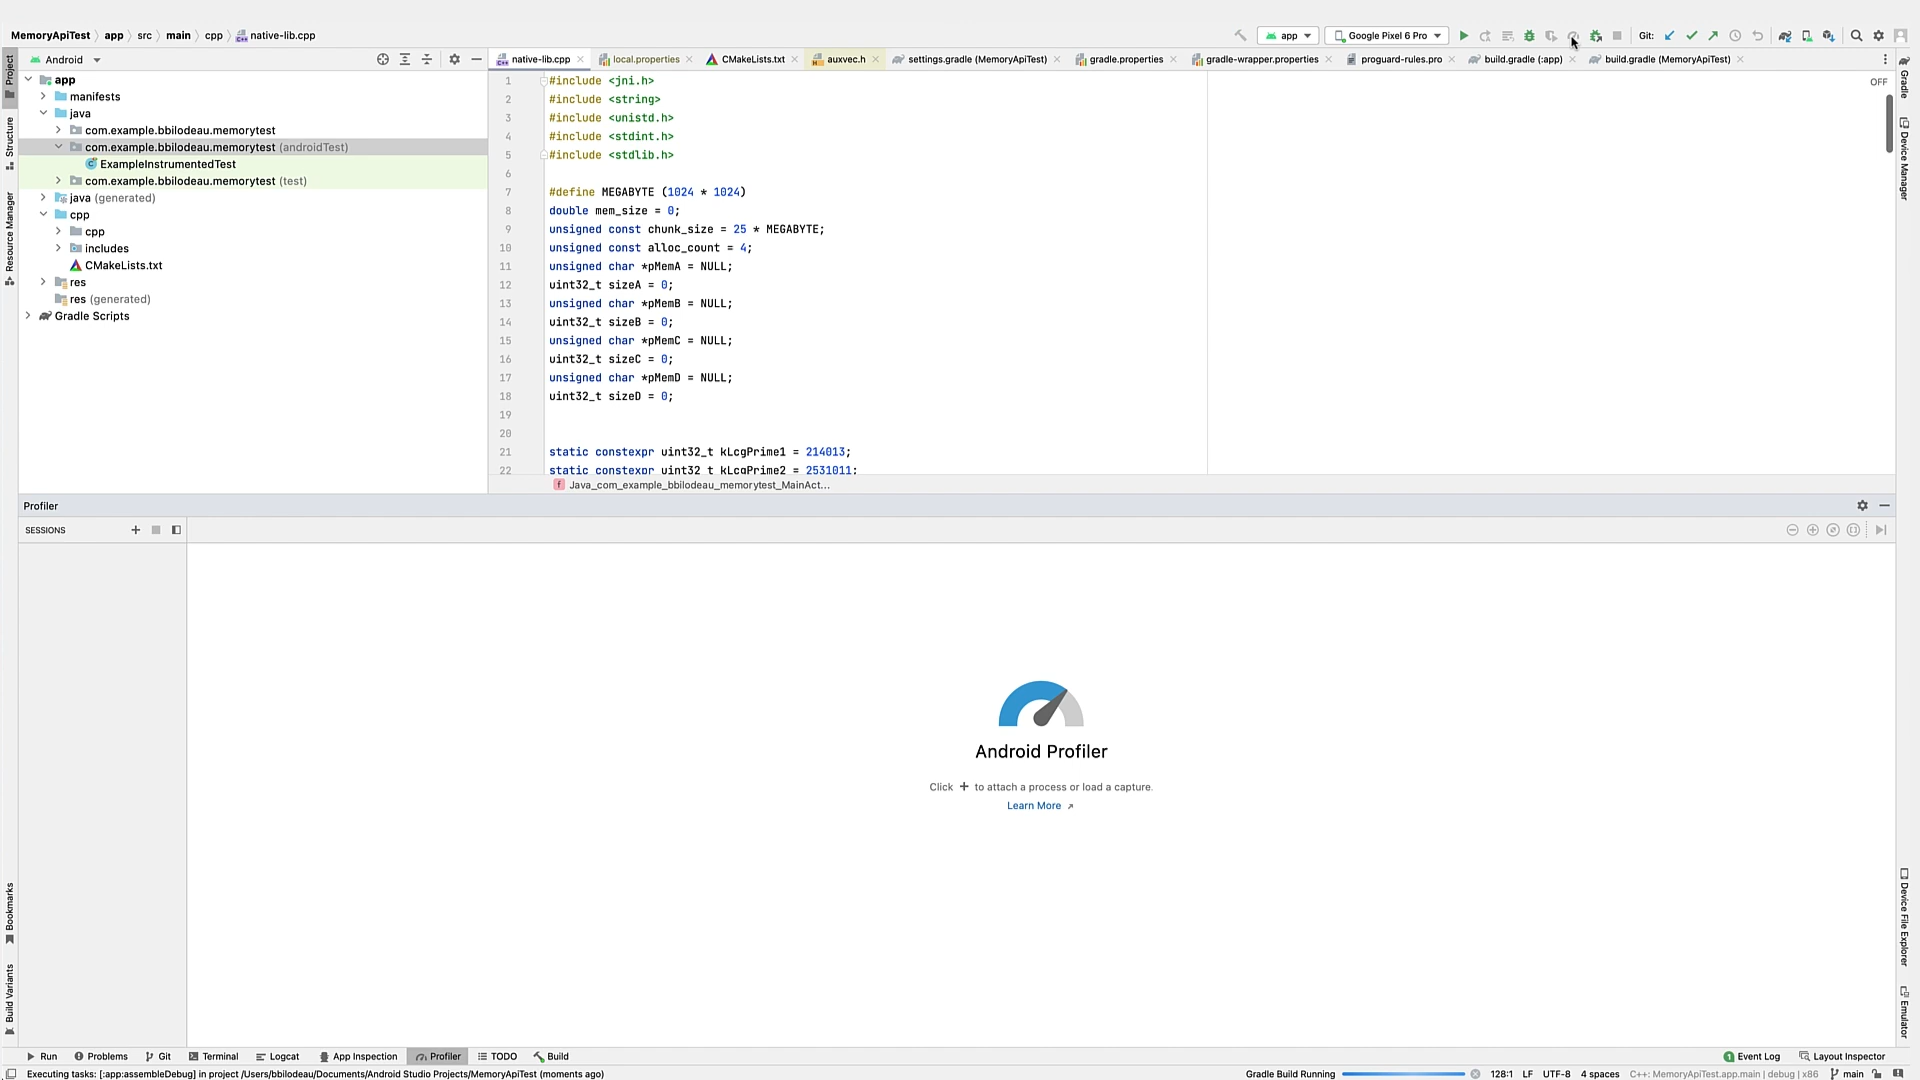 MemoryApiTest > app > src > main > cpp > native-lib.cpp
app
Google Pixel 6 Pro
Git:
Project
Structure
Resource Manager
Bookmarks
Build Variants
Android
app
manifests
java
com.example.bbilodeau.memorytest
com.example.bbilodeau.memorytest (androidTest)
ExampleInstrumentedTest
com.example.bbilodeau.memorytest (test)
java (generated)
cpp
cpp
includes
CMakeLists.txt
res
res (generated)
Gradle Scripts
native-lib.cpp
local.properties
CMakeLists.txt
auxvec.h
settings.gradle (MemoryApiTest)
gradle.properties
gradle-wrapper.properties
proguard-rules.pro
build.gradle (:app)
build.gradle (MemoryApiTest)
OFF
1 #include <jni.h>
2 #include <string>
3 #include <unistd.h>
4 #include <stdint.h>
5 #include <stdlib.h>
6
7 #define MEGABYTE (1024 * 1024)
8 double mem_size = 0;
9 unsigned const chunk_size = 25 * MEGABYTE;
10 unsigned const alloc_count = 4;
11 unsigned char *pMemA = NULL;
12 uint32_t sizeA = 0;
13 unsigned char *pMemB = NULL;
14 uint32_t sizeB = 0;
15 unsigned char *pMemC = NULL;
16 uint32_t sizeC = 0;
17 unsigned char *pMemD = NULL;
18 uint32_t sizeD = 0;
19
20
21 static constexpr uint32_t kLcgPrime1 = 214013;
22 static constexpr uint32_t kLcgPrime2 = 2531011;
Java_com_example_bbilodeau_memorytest_MainAct...
Gradle
Device Manager
Device File Explorer
Emulator
Profiler
SESSIONS
Android Profiler
Click + to attach a process or load a capture.
Learn More ↗
Run
Problems
Git
Terminal
Logcat
App Inspection
Profiler
TODO
Build
1 Event Log
Layout Inspector
Executing tasks: [:app:assembleDebug] in project /Users/bbilodeau/Documents/Android Studio Projects/MemoryApiTest (moments ago)
Gradle Build Running
128:1
LF
UTF-8
4 spaces
C++: MemoryApiTest.app.main | debug | x86
main